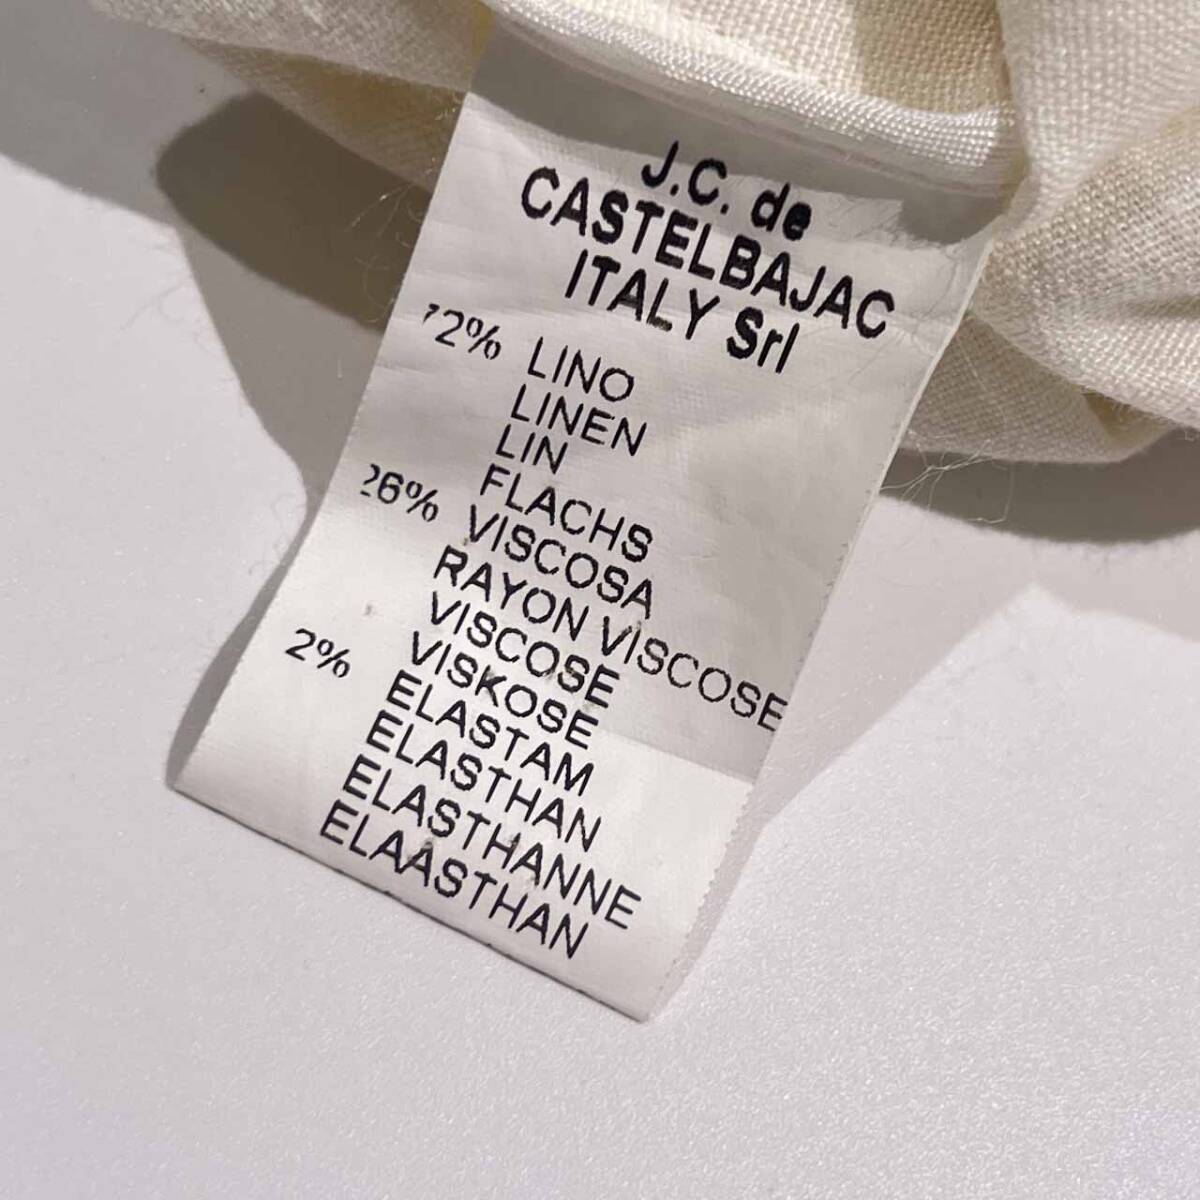 J.C. de
CASTELBAJAC
ITALY Srl
72% LINO
LINEN
LIN
FLACHS
26% VISCOSA
RAYON VISCOSE
VISCOSE
VISKOSE
2% ELASTAM
ELASTHAN
ELASTHANNE
ELAASTHAN